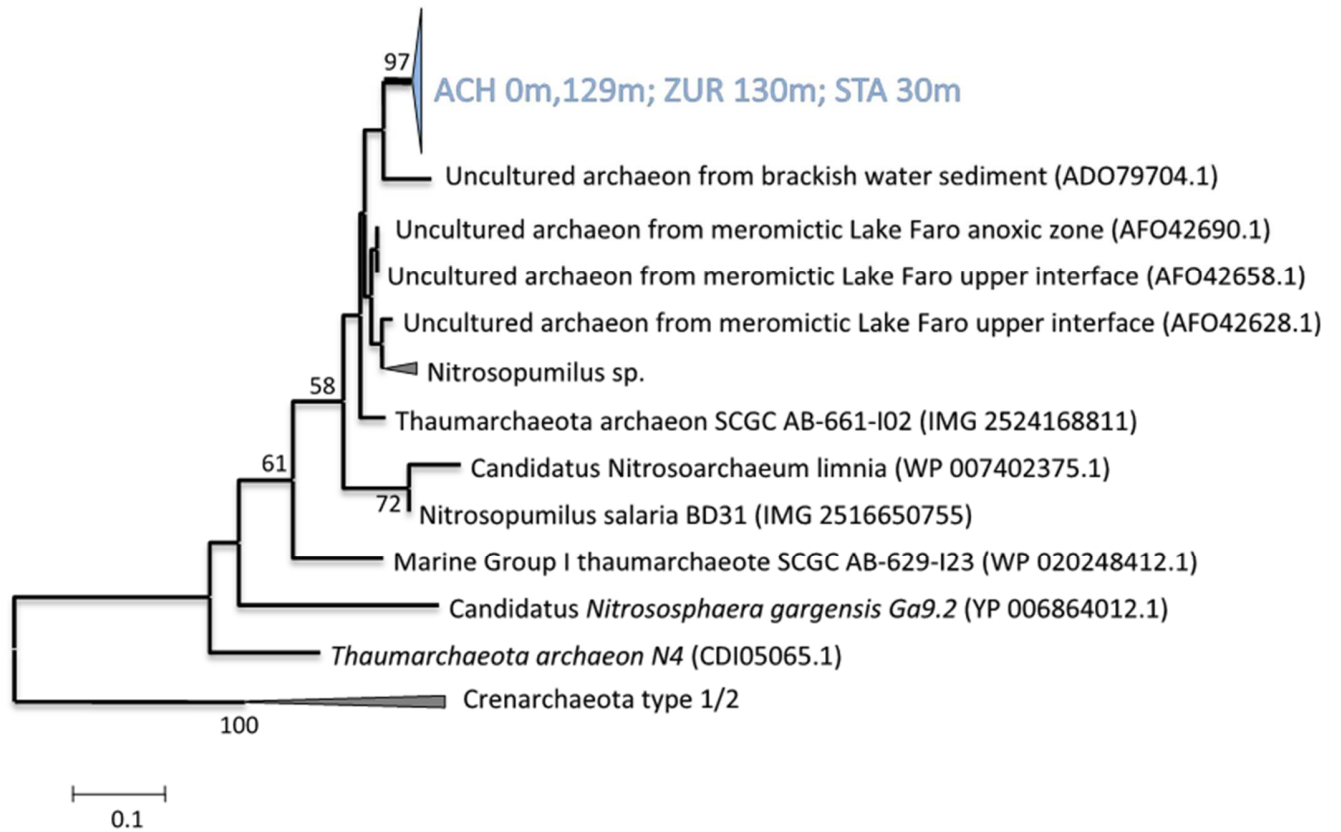 97
ACH 0m,129m; ZUR 130m; STA 30m
Uncultured archaeon from brackish water sediment (ADO79704.1)
Uncultured archaeon from meromictic Lake Faro anoxic zone (AFO42690.1)
Uncultured archaeon from meromictic Lake Faro upper interface (AFO42658.1)
Uncultured archaeon from meromictic Lake Faro upper interface (AFO42628.1)
Nitrosopumilus sp.
58
Thaumarchaeota archaeon SCGC AB-661-I02 (IMG 2524168811)
61
Candidatus Nitrosoarchaeum limnia (WP 007402375.1)
72
Nitrosopumilus salaria BD31 (IMG 2516650755)
Marine Group I thaumarchaeote SCGC AB-629-I23 (WP 020248412.1)
Candidatus Nitrososphaera gargensis Ga9.2 (YP 006864012.1)
Thaumarchaeota archaeon N4 (CDI05065.1)
Crenarchaeota type 1/2
100
0.1